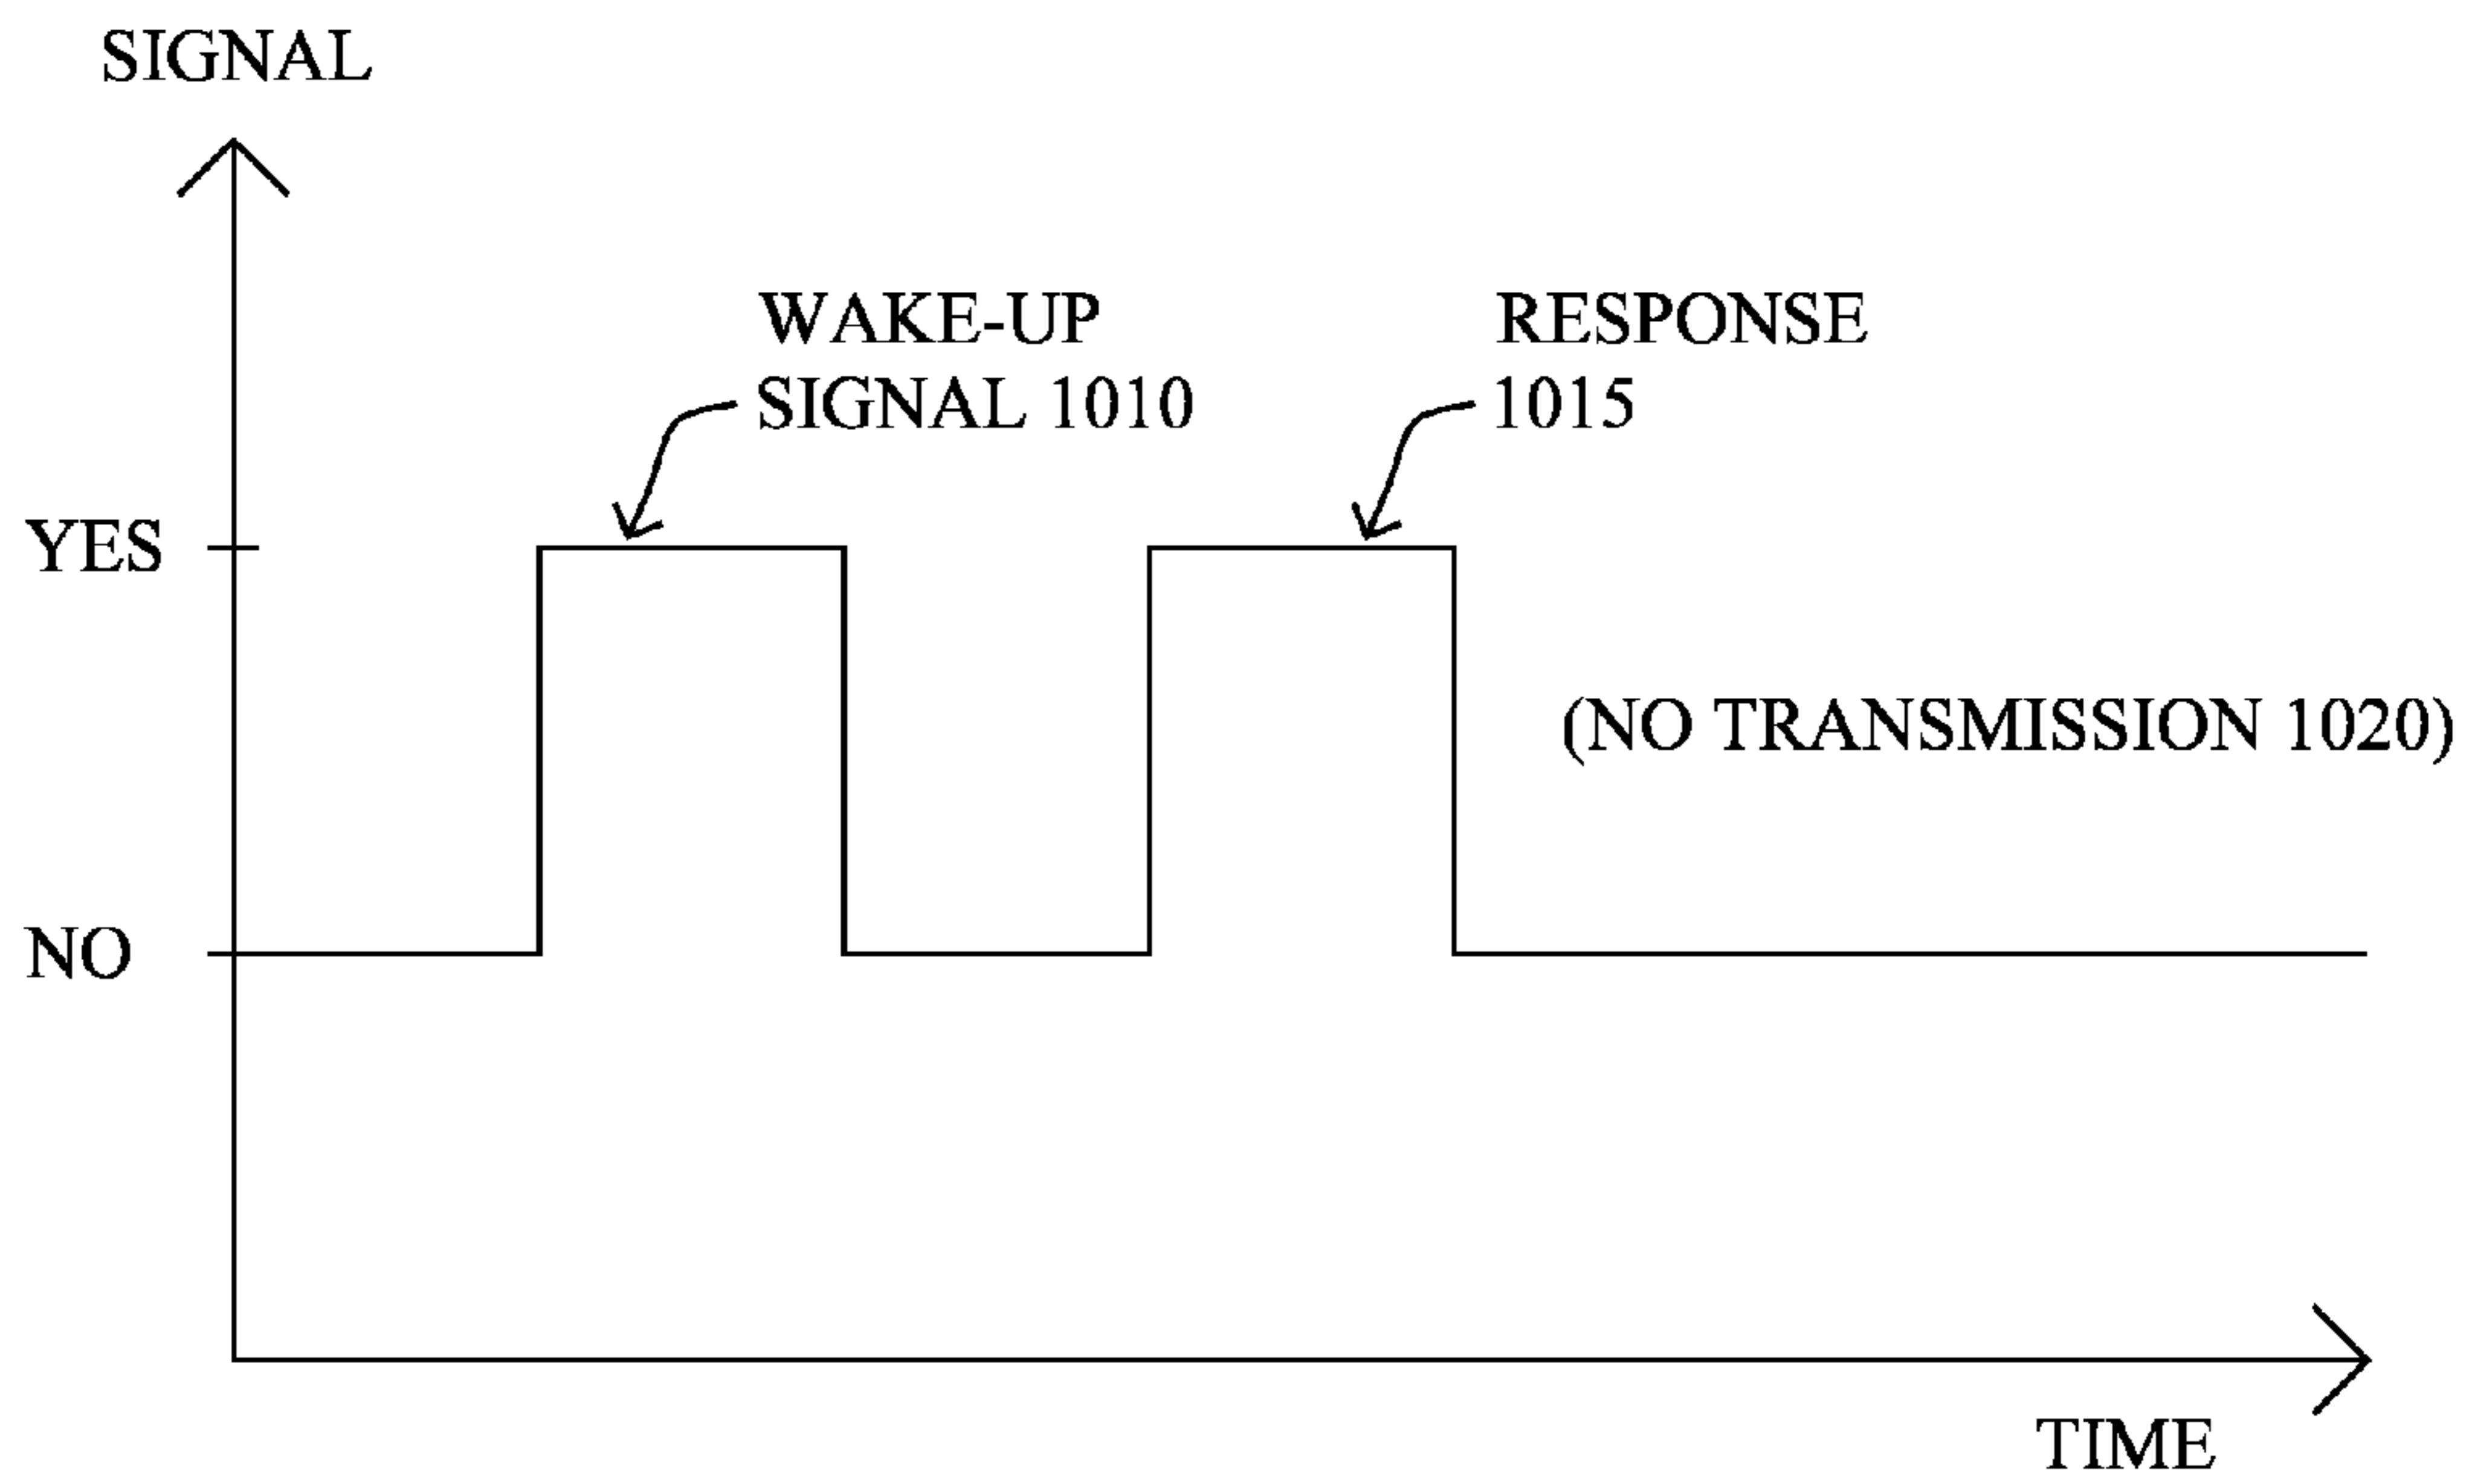 SIGNAL
WAKE-UP
SIGNAL 1010
RESPONSE
1015
YES
(NO TRANSMISSION 1020)
NO
TIME